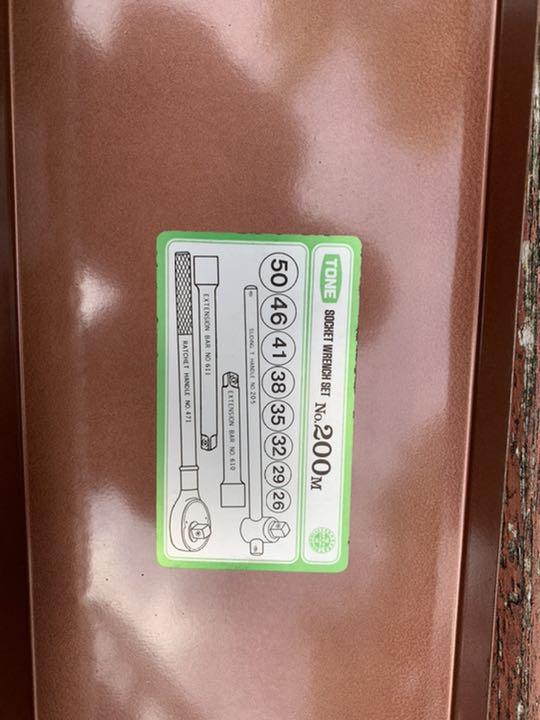 TONE SOCKET WRENCH SET No.200M
50 46 41 38 35 32 29 26
SLIDING T HANDLE NO.205
EXTENSION BAR NO.611
EXTENSION BAR NO.610
RATCHET HANDLE NO.471